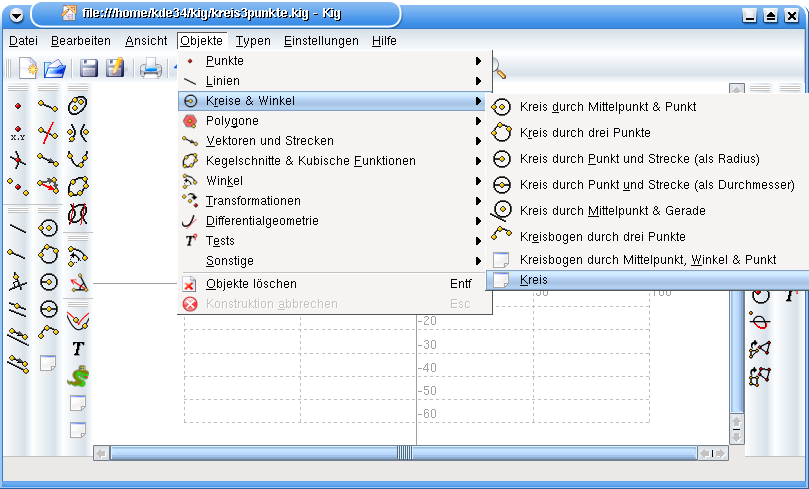 file:///home/kde34/kig/kreis3punkte.kig - Kig
Datei Bearbeiten Ansicht Objekte Typen Einstellungen Hilfe
Punkte
Linien
Kreise & Winkel
Polygone
Vektoren und Strecken
Kegelschnitte & Kubische Funktionen
Winkel
Transformationen
Differentialgeometrie
Tests
Sonstige
Objekte löschen Entf
Konstruktion abbrechen Esc
Kreis durch Mittelpunkt & Punkt
Kreis durch drei Punkte
Kreis durch Punkt und Strecke (als Radius)
Kreis durch Punkt und Strecke (als Durchmesser)
Kreis durch Mittelpunkt & Gerade
Kreisbogen durch drei Punkte
Kreisbogen durch Mittelpunkt, Winkel & Punkt
Kreis
X,Y
T
T
50 100
-20
-30
-40
-50
-60